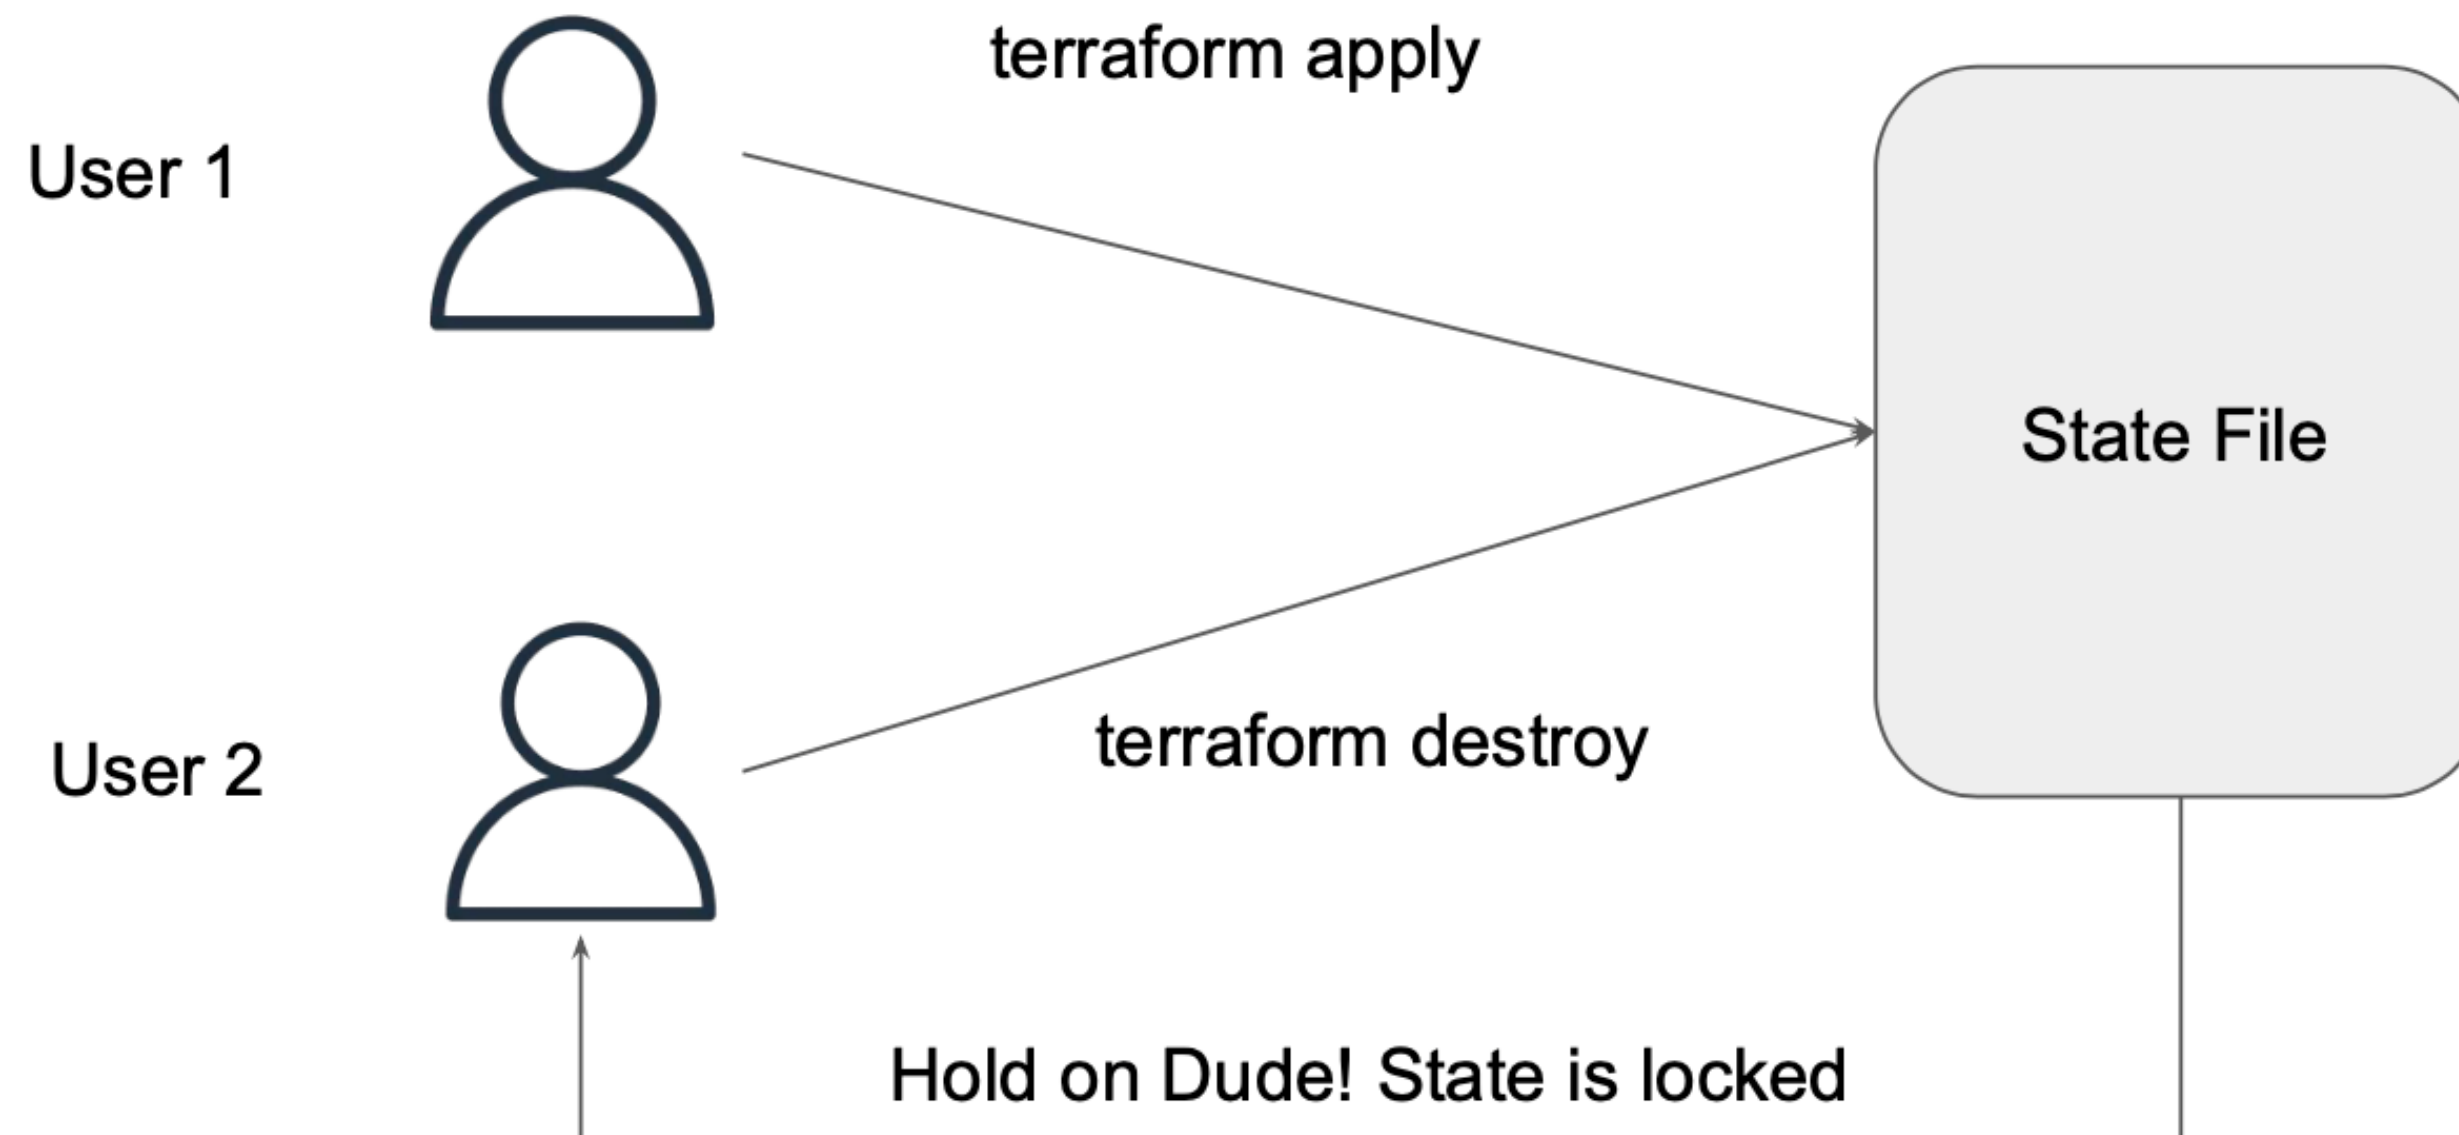 terraform apply
User 1
State File
terraform destroy
User 2
Hold on Dude! State is locked